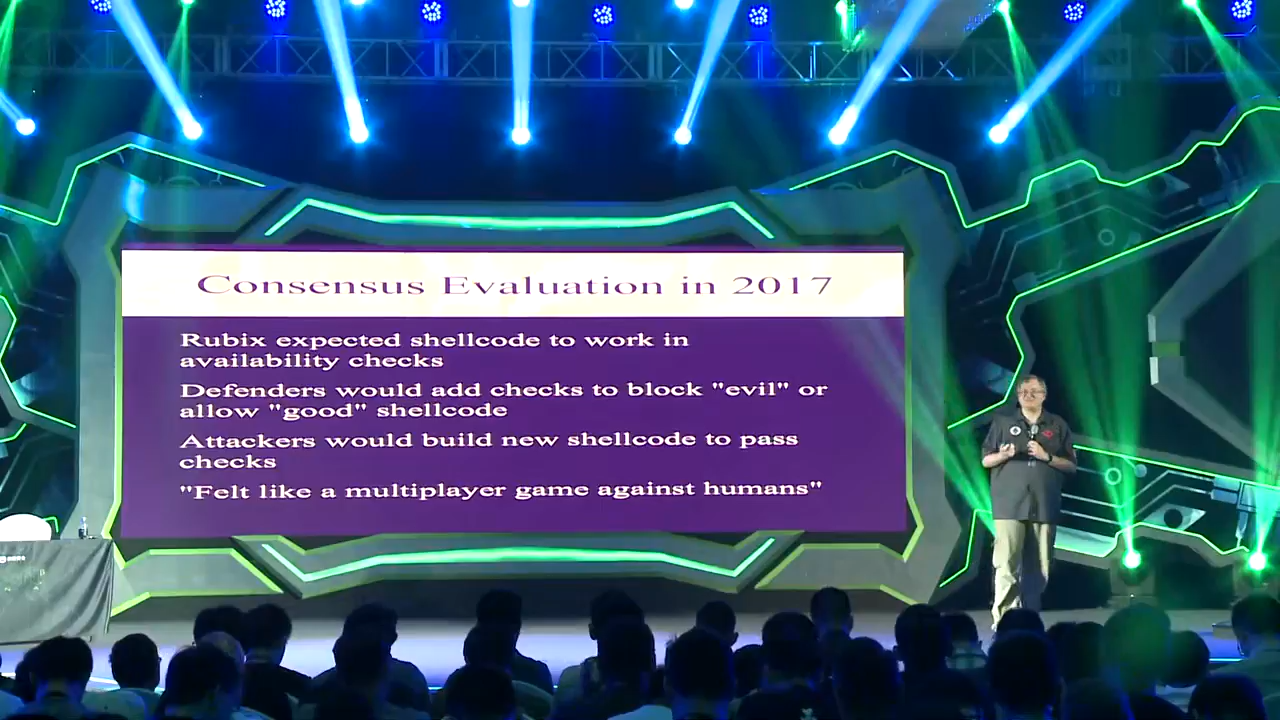 Consensus Evaluation in 2017
Rubix expected shellcode to work in
availability checks
Defenders would add checks to block "evil" or
allow "good" shellcode
Attackers would build new shellcode to pass
checks
"Felt like a multiplayer game against humans"